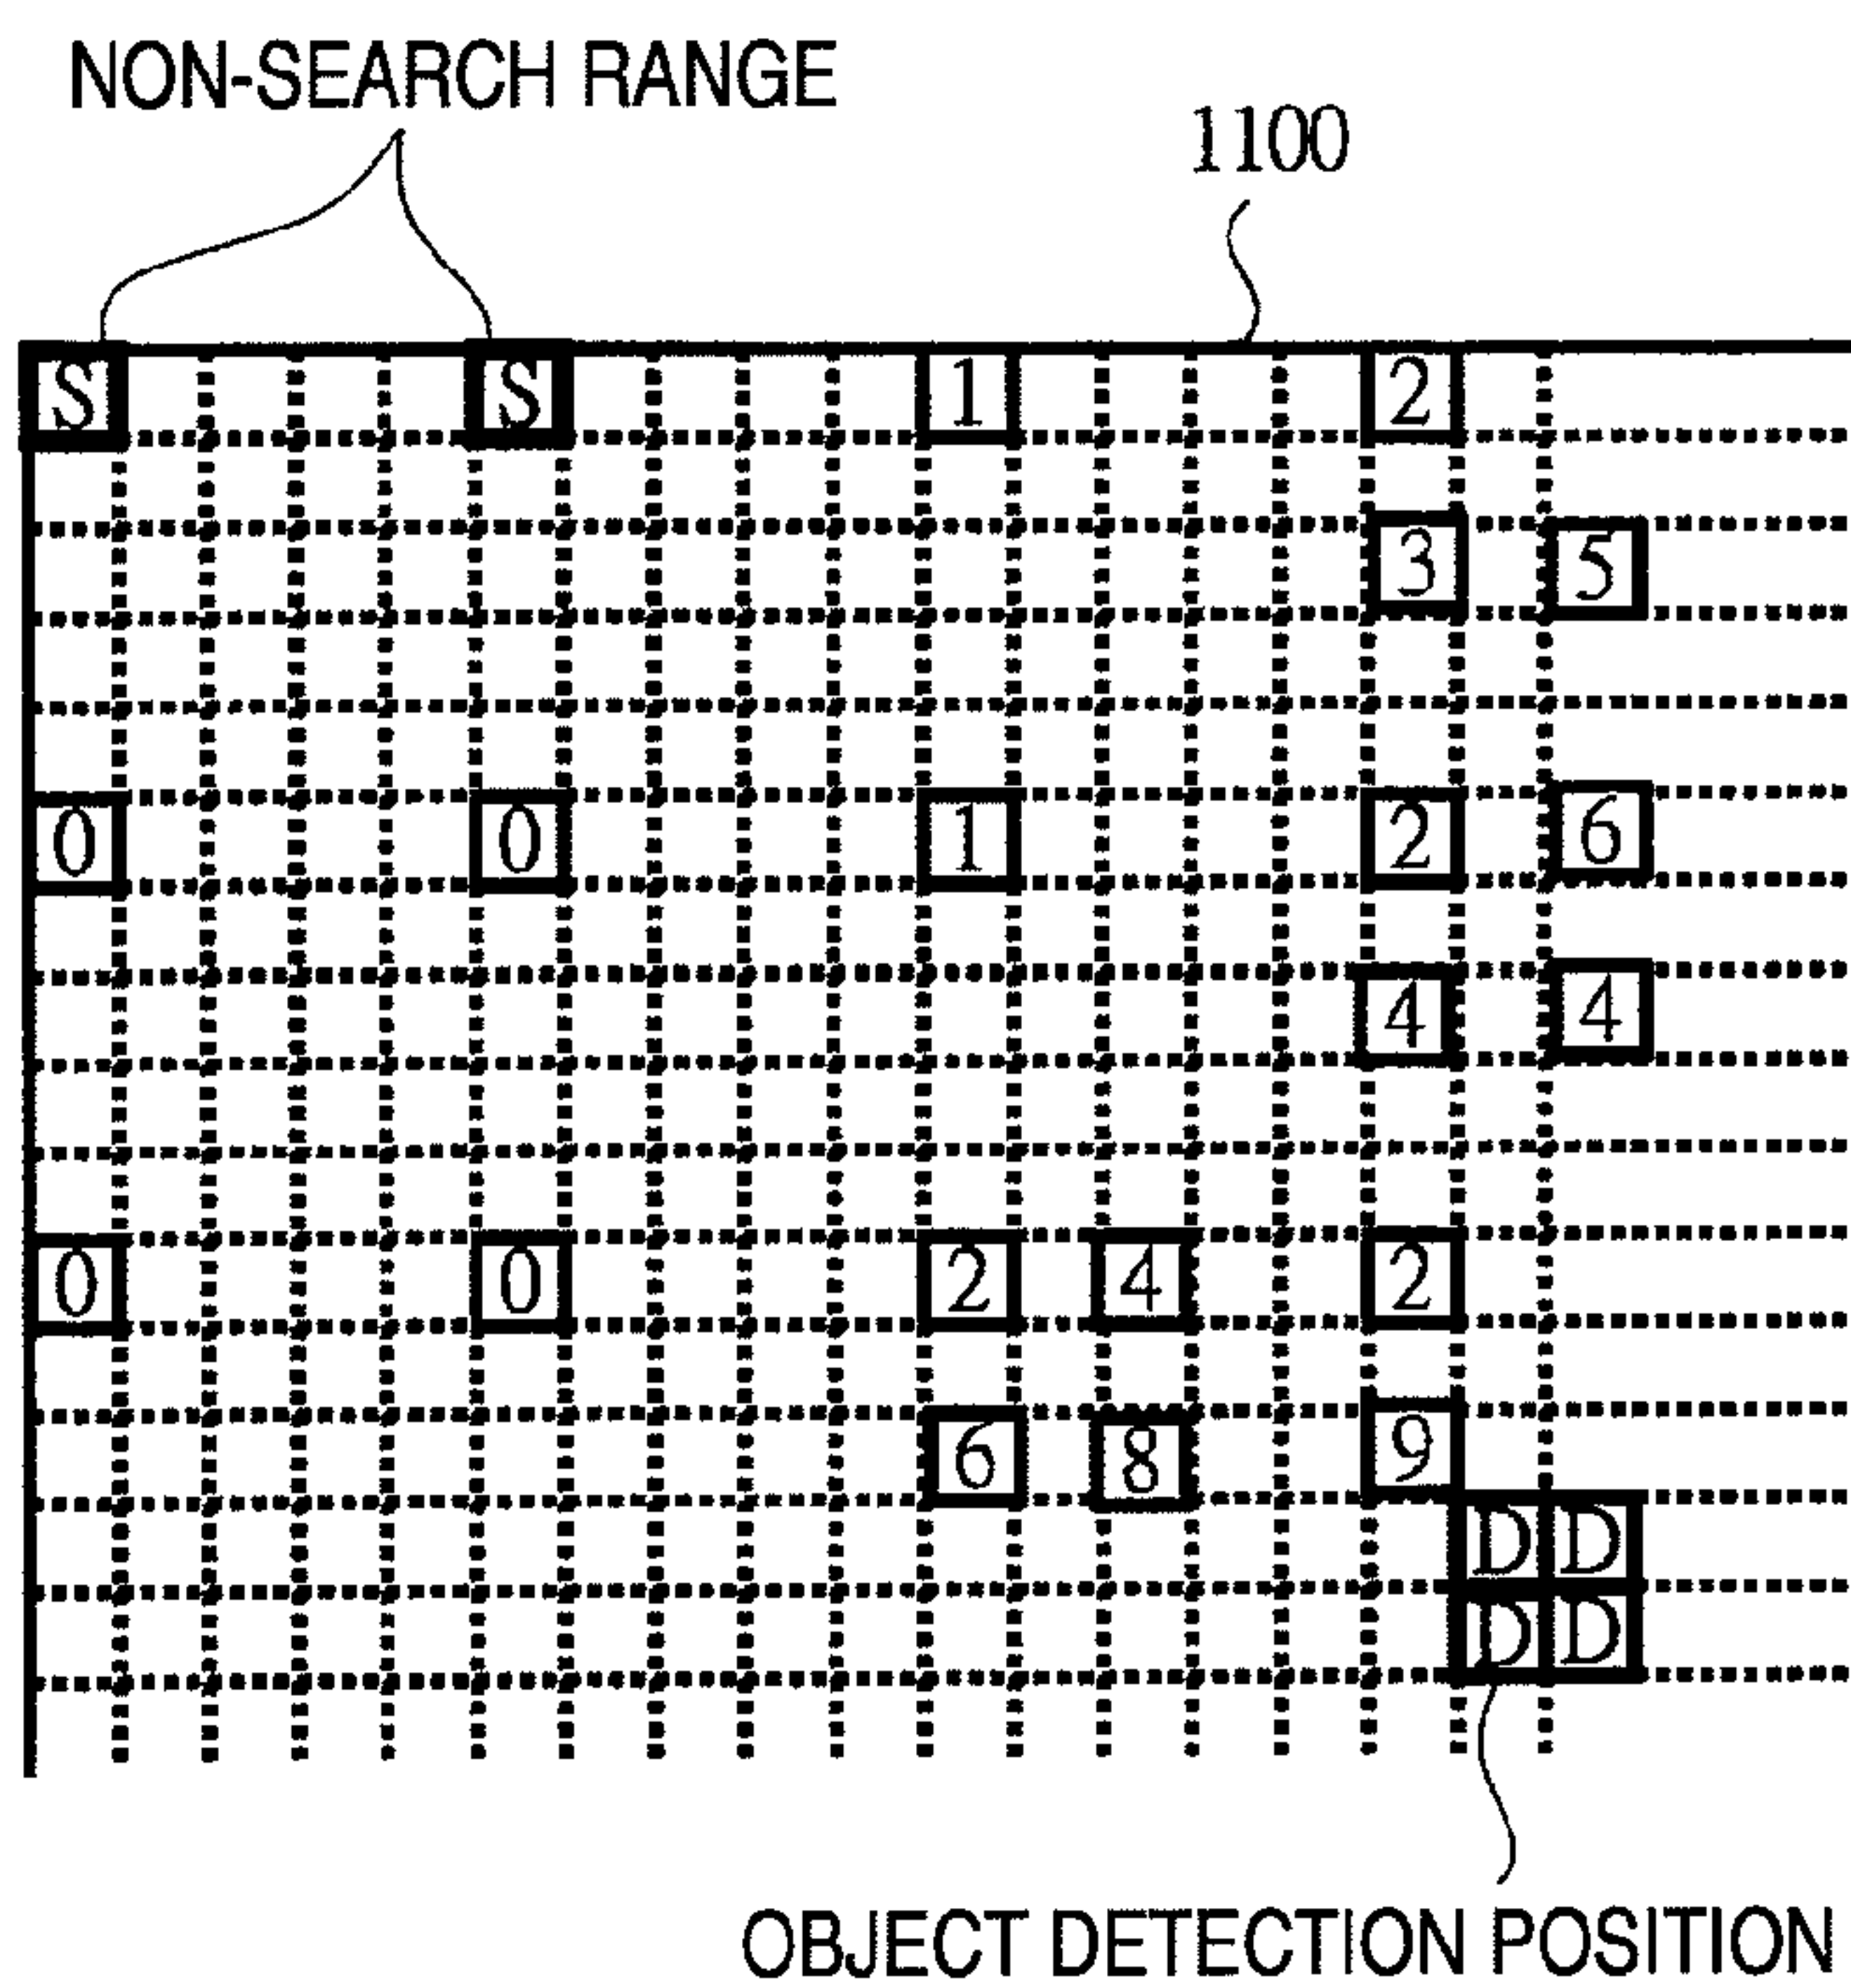 NON-SEARCH RANGE
1100
S S 1 2
3 5
0 0 1 2 6
4 4
0 0 2 4 2
6 8 9
D D
D D
OBJECT DETECTION POSITION